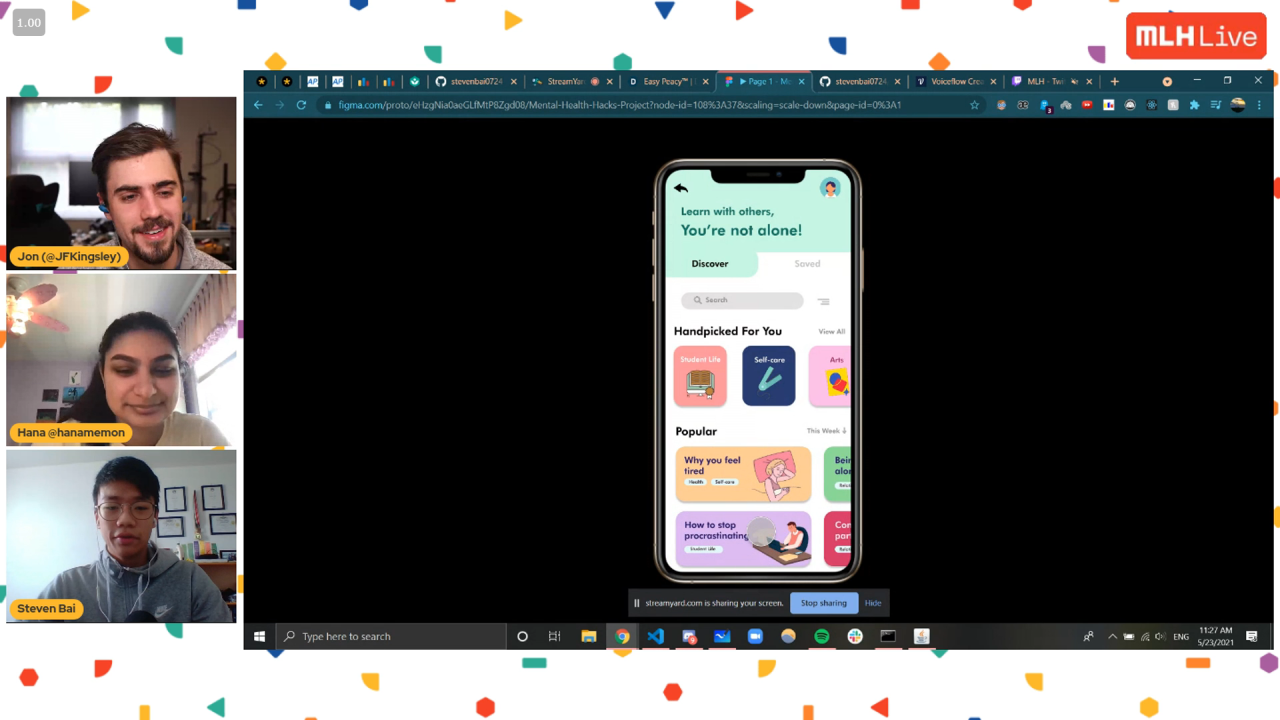 1.00
MLH Live
stevenbai0724
StreamYar
Easy Peacy™ |
Page 1 - Me
stevenbai0724
Voiceflow Crea
MLH - Twi
figma.com/proto/eHzgNia0aeGLfMtP8Zgd08/Mental-Health-Hacks-Project?node-id=108%3A37&scaling=scale-down&page-id=0%3A1
Jon (@JFKingsley)
Hana @hanamemon
Steven Bai
Learn with others,
You're not alone!
Discover
Saved
Search
Handpicked For You
View All
Student Life
Self-care
Arts
Popular
This Week ↓
Why you feel
tired
Health
Self-care
How to stop
procrastinating
Student Life
streamyard.com is sharing your screen.
Stop sharing
Hide
Type here to search
ENG
11:27 AM
5/23/2021